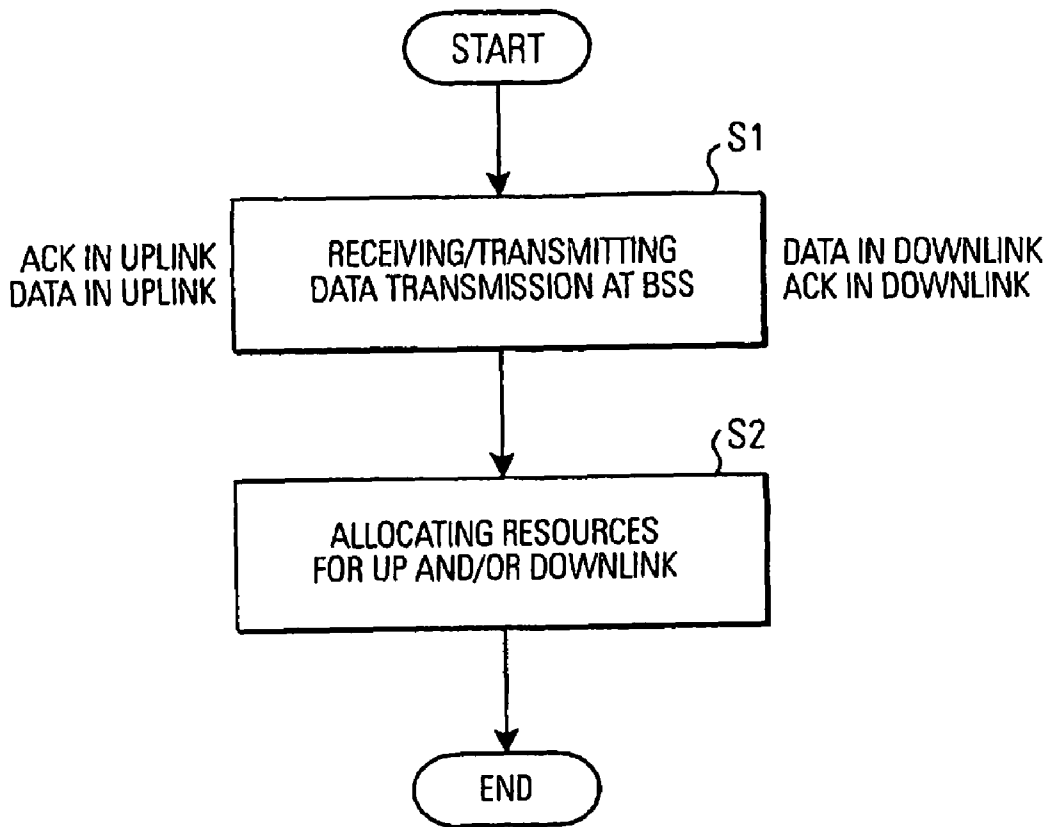 START
S1
ACK IN UPLINK
DATA IN UPLINK
RECEIVING/TRANSMITTING
DATA TRANSMISSION AT BSS
DATA IN DOWNLINK
ACK IN DOWNLINK
S2
ALLOCATING RESOURCES
FOR UP AND/OR DOWNLINK
END